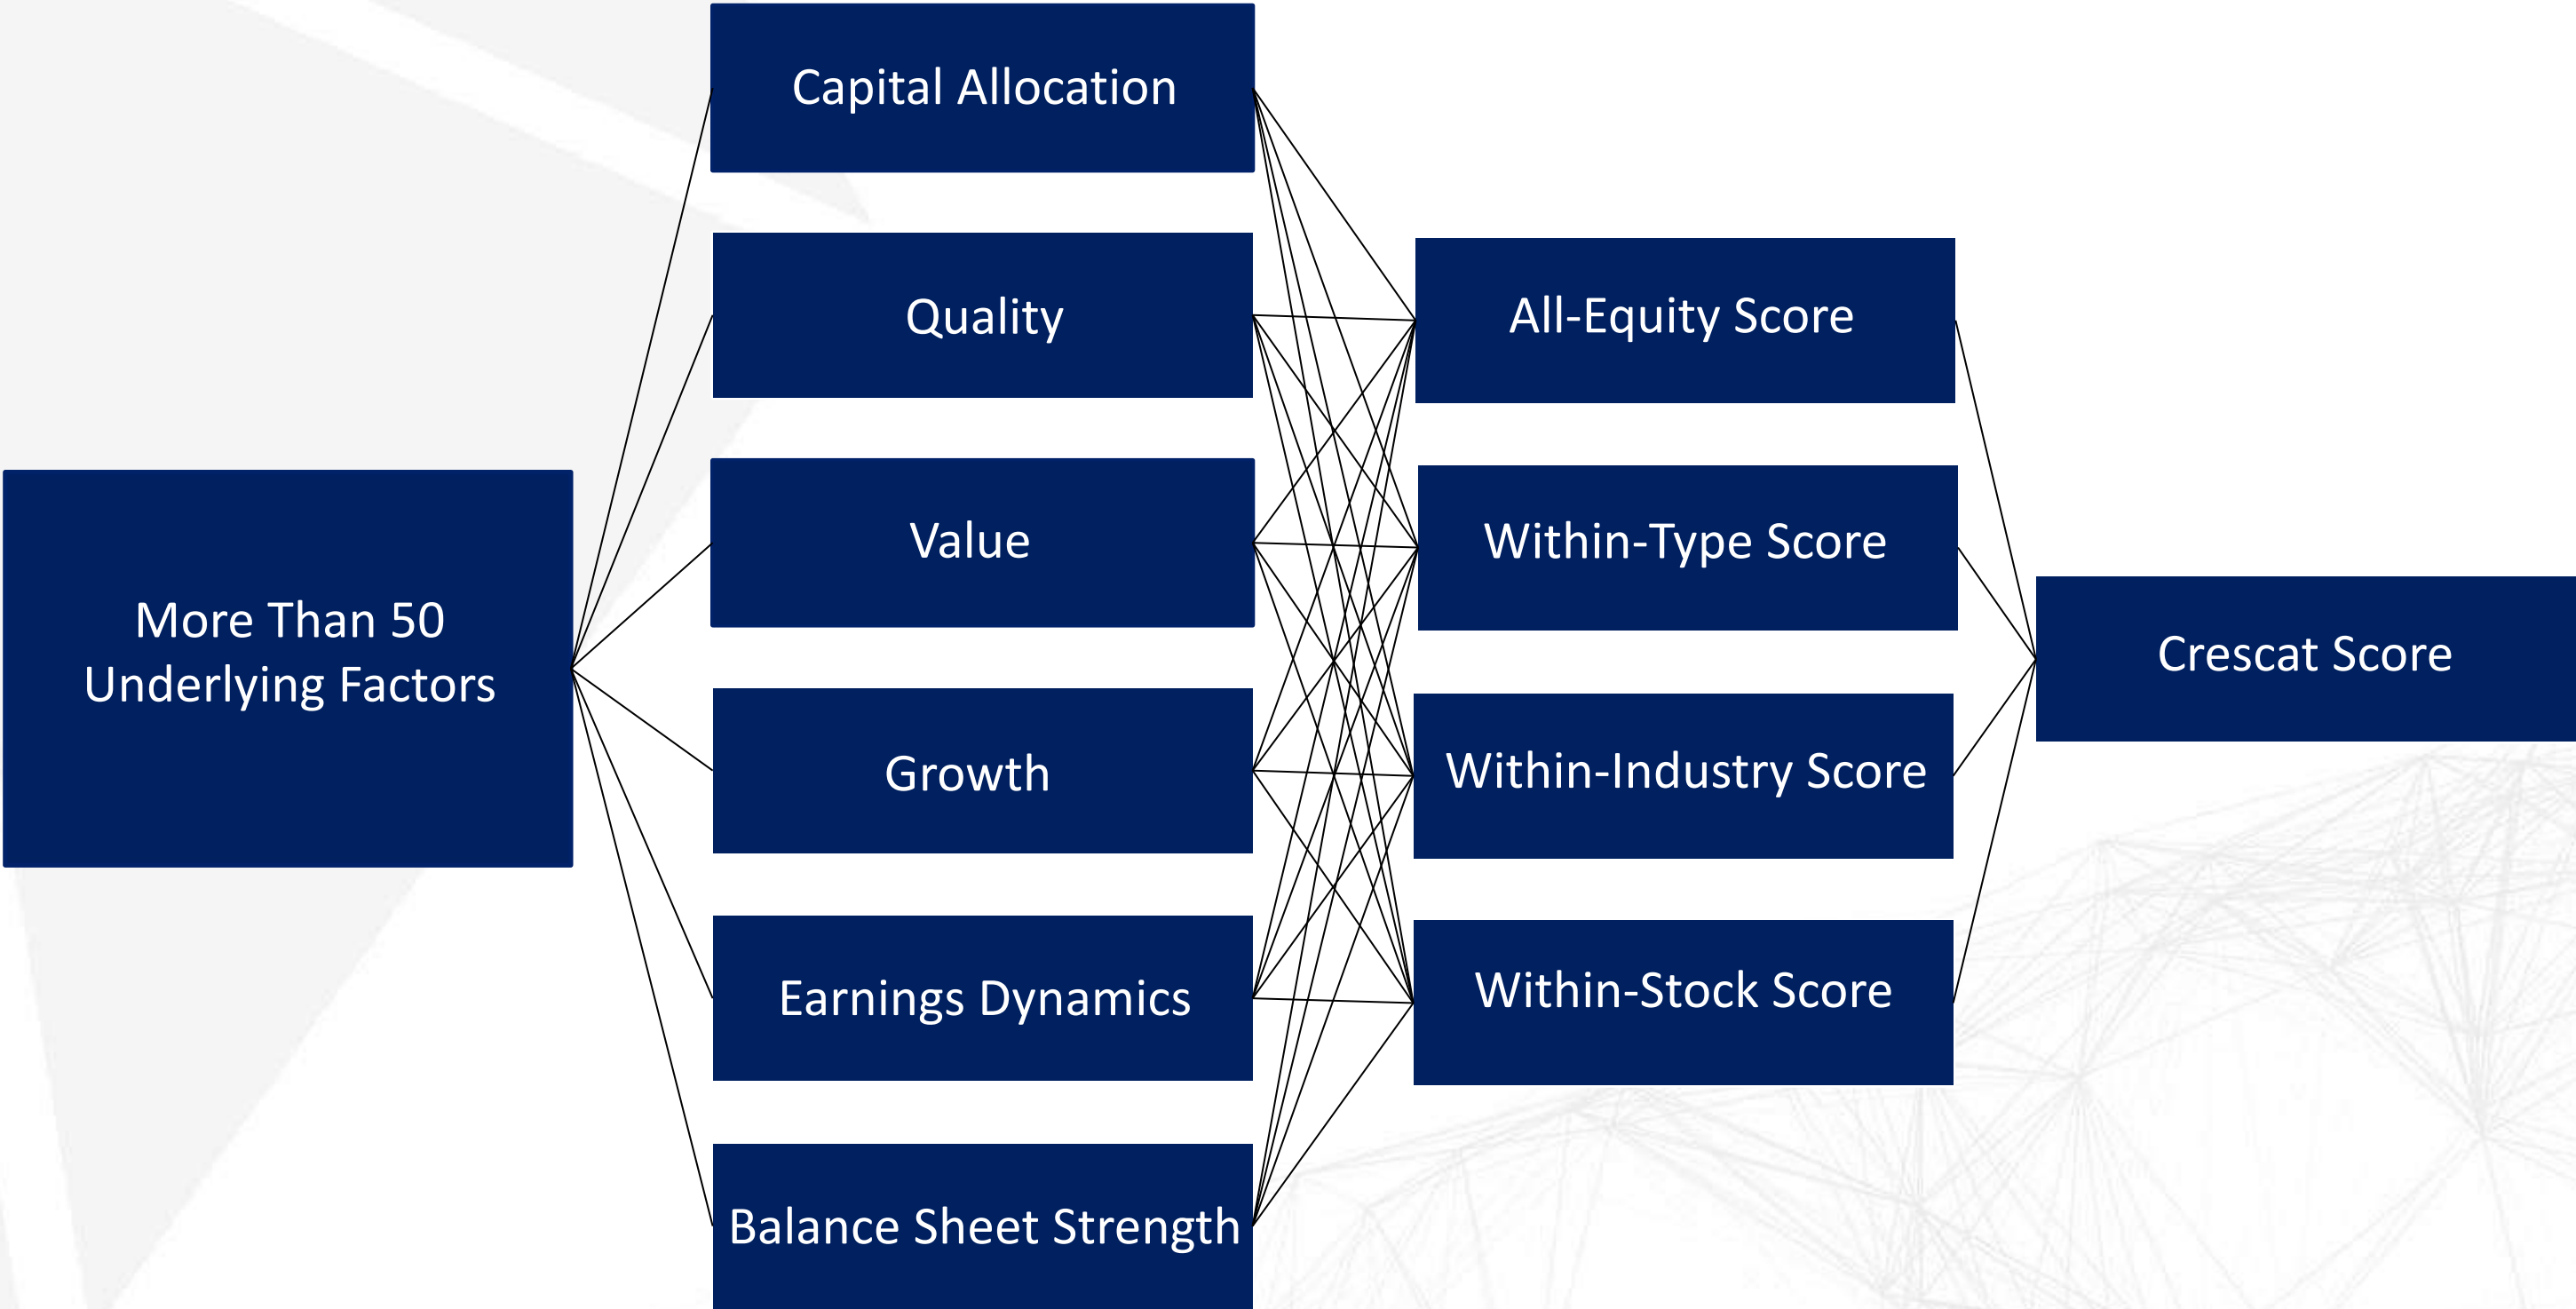 Capital Allocation
Quality
Value
Growth
Earnings Dynamics
Balance Sheet Strength
More Than 50
Underlying Factors
All-Equity Score
Within-Type Score
Within-Industry Score
Within-Stock Score
Crescat Score